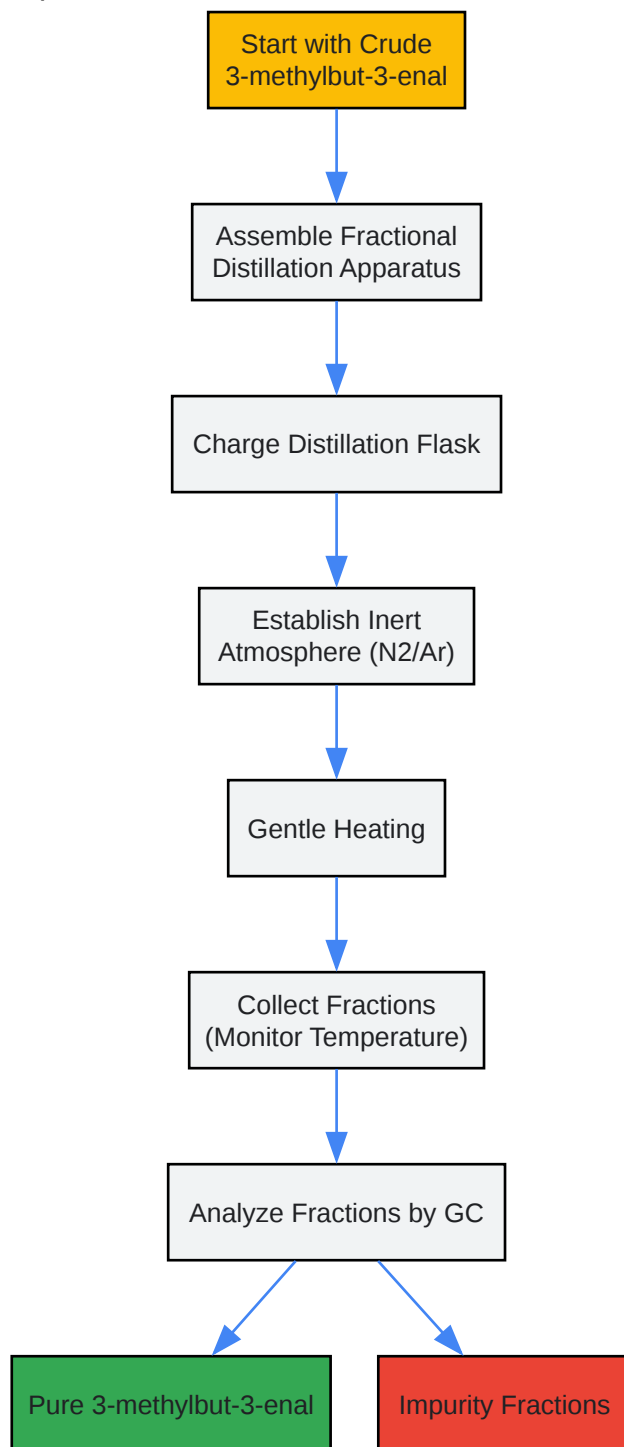 Start with Crude
3-methylbut-3-enal
Assemble Fractional
Distillation Apparatus
Charge Distillation Flask
Establish Inert
Atmosphere (N2/Ar)
Gentle Heating
Collect Fractions
(Monitor Temperature)
Analyze Fractions by GC
Pure 3-methylbut-3-enal
Impurity Fractions